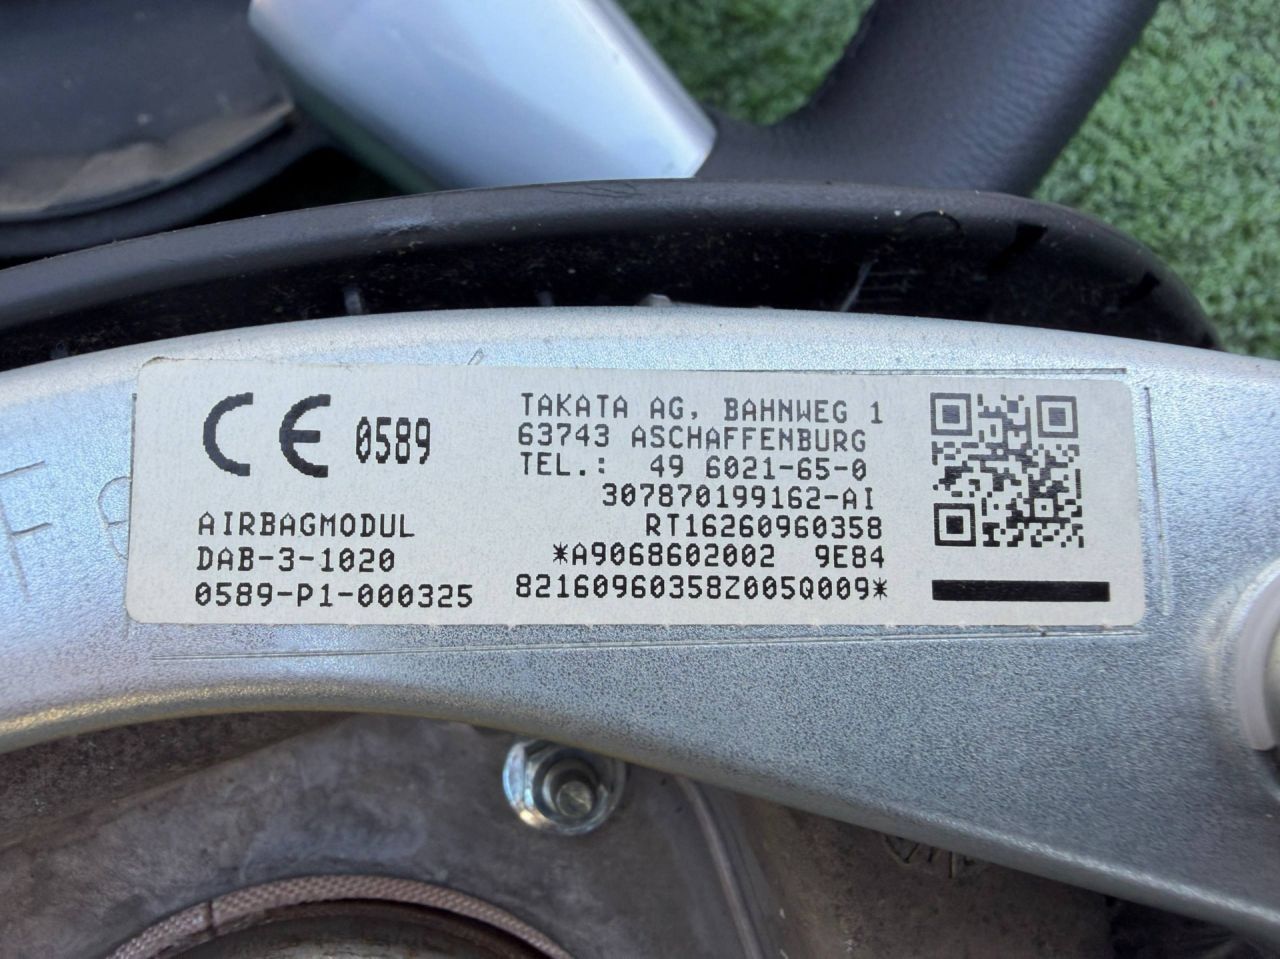 CE 0589
AIRBAGMODUL
DAB-3-1020
0589-P1-000325
TAKATA AG, BAHNWEG 1
63743 ASCHAFFENBURG
TEL.: 49 6021-65-0
307870199162-AI
RT16260960358
*A9068602002 9E84
82160960358Z005Q009*